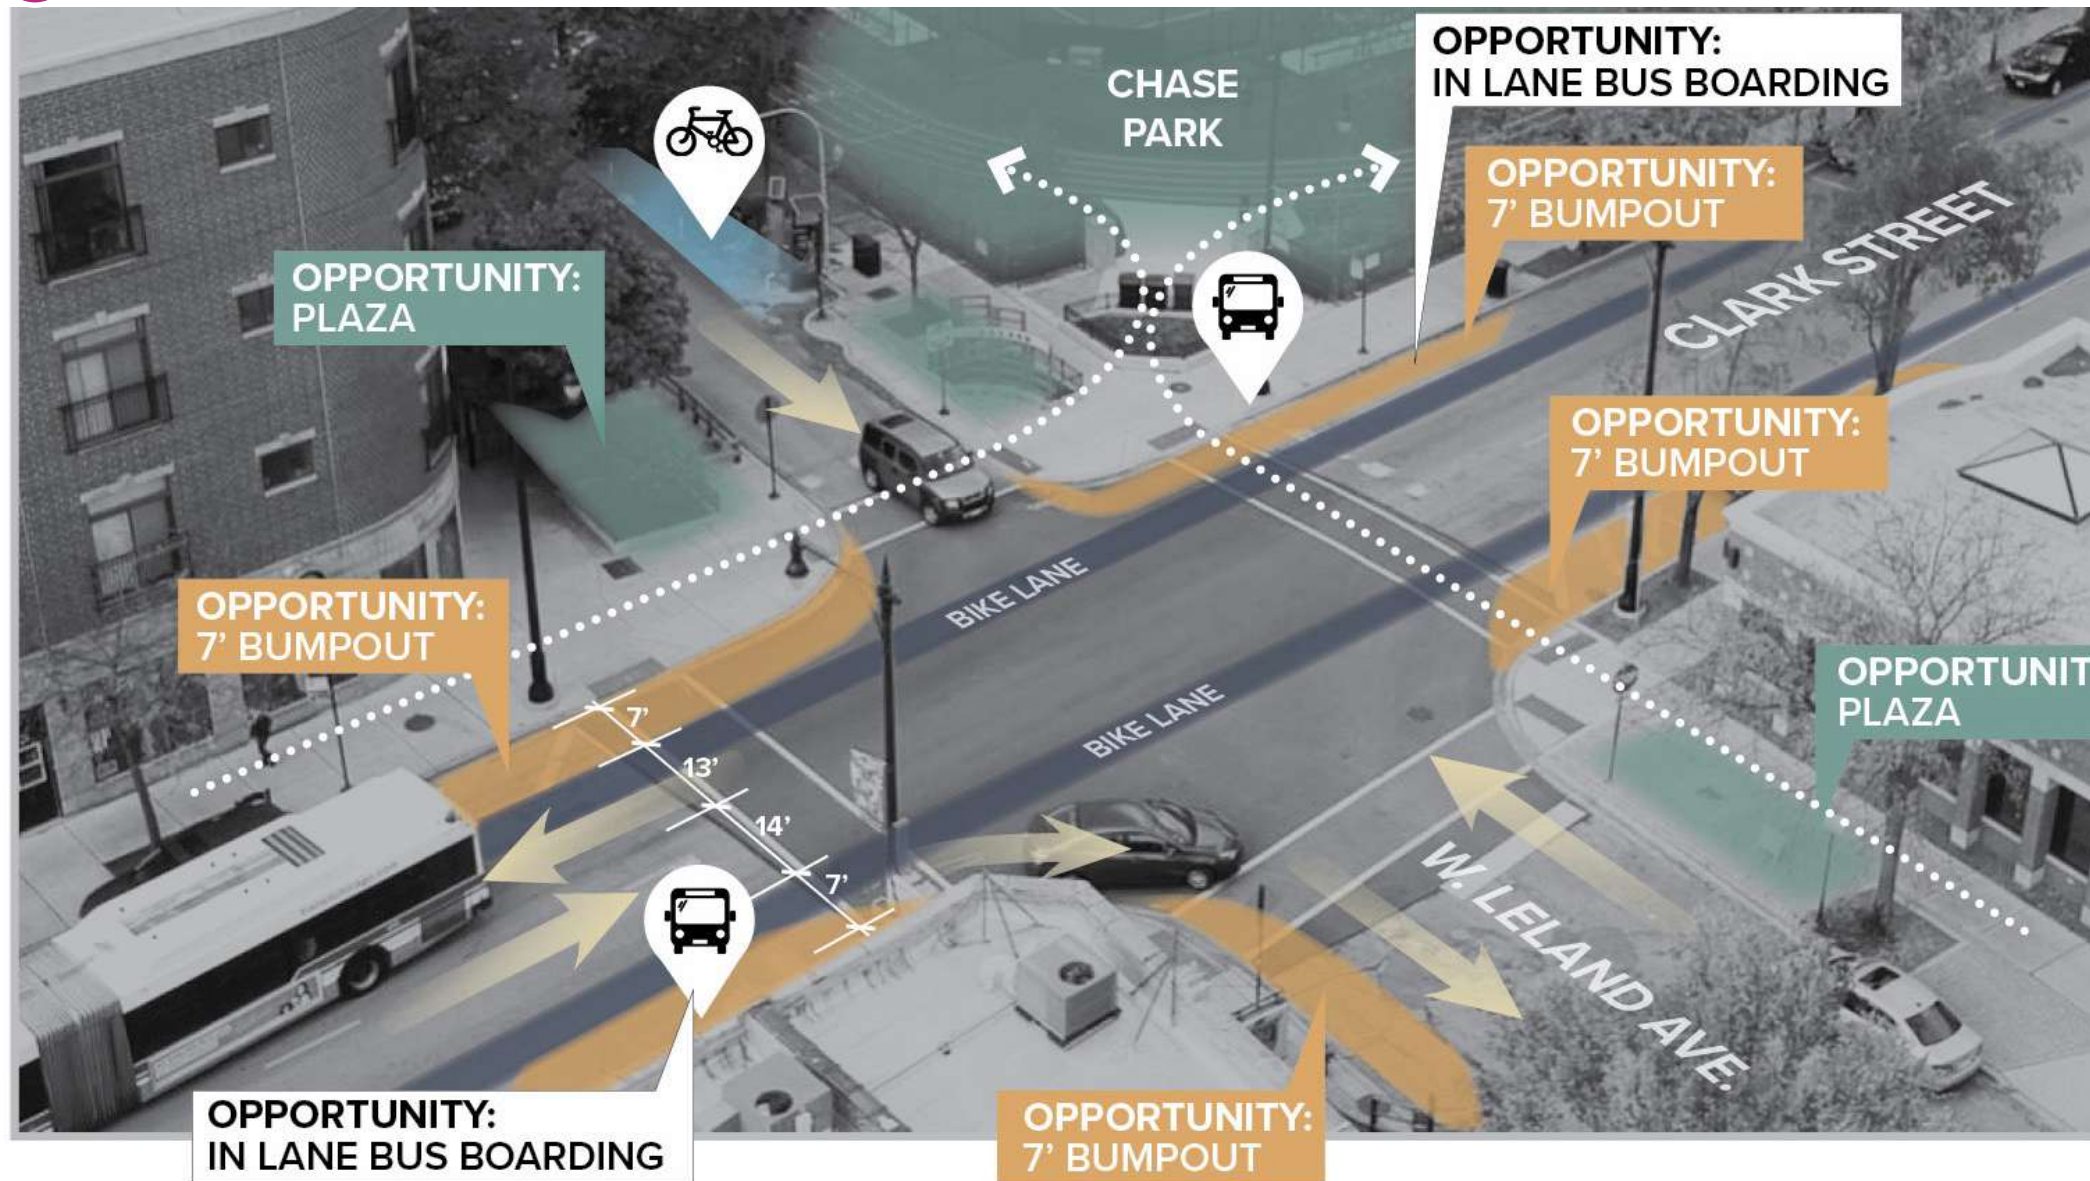 OPPORTUNITY:
IN LANE BUS BOARDING
CHASE
PARK
OPPORTUNITY:
7’ BUMPOUT
CLARK STREET
OPPORTUNITY:
PLAZA
OPPORTUNITY:
7’ BUMPOUT
BIKE LANE
OPPORTUNITY:
7’ BUMPOUT
OPPORTUNIT
PLAZA
BIKE LANE
7’
13’
14’
7’
W. LELAND AVE.
OPPORTUNITY:
IN LANE BUS BOARDING
OPPORTUNITY:
7’ BUMPOUT